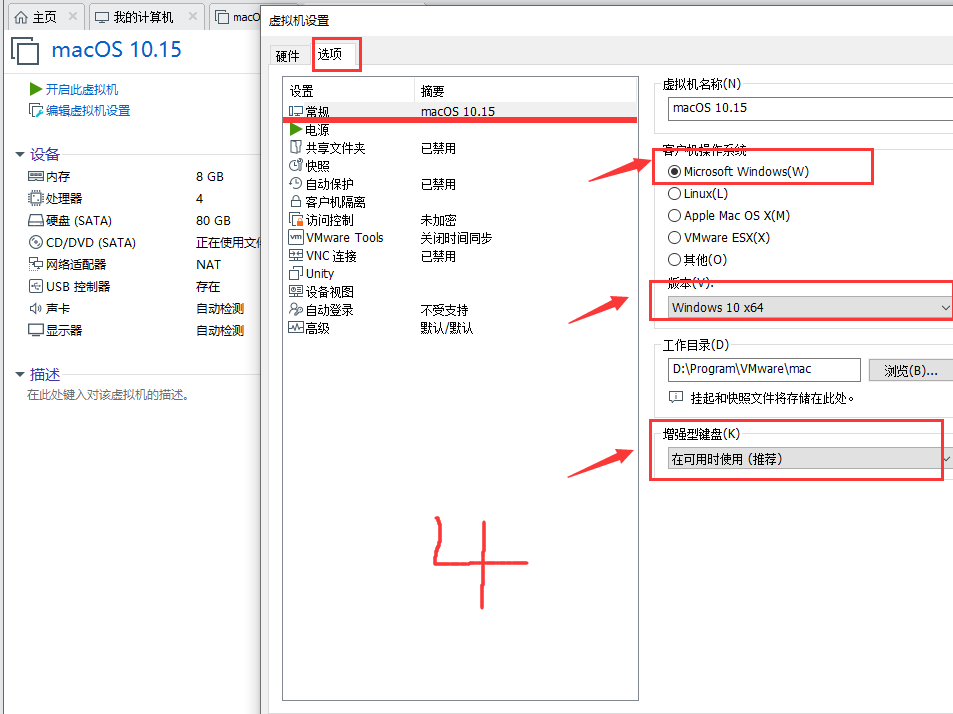 主页
我的计算机
macO
macOS 10.15
开启此虚拟机
编辑虚拟机设置
设备
内存 8 GB
处理器 4
硬盘 (SATA) 80 GB
CD/DVD (SATA) 正在使用文件
网络适配器 NAT
USB 控制器 存在
声卡 自动检测
显示器 自动检测
描述
在此处键入对该虚拟机的描述。
虚拟机设置
硬件 选项
设置 摘要
常规 macOS 10.15
电源
共享文件夹 已禁用
快照
自动保护 已禁用
客户机隔离
访问控制 未加密
vm VMware Tools 关闭时间同步
VNC 连接 已禁用
Unity
设备视图
自动登录 不受支持
高级 默认/默认
4
虚拟机名称(N)
macOS 10.15
客户机操作系统
Microsoft Windows(W)
Linux(L)
Apple Mac OS X(M)
VMware ESX(X)
其他(O)
版本(V):
Windows 10 x64
工作目录(D)
D:\Program\VMware\mac
浏览(B)...
挂起和快照文件将存储在此处。
增强型键盘(K)
在可用时使用 (推荐)